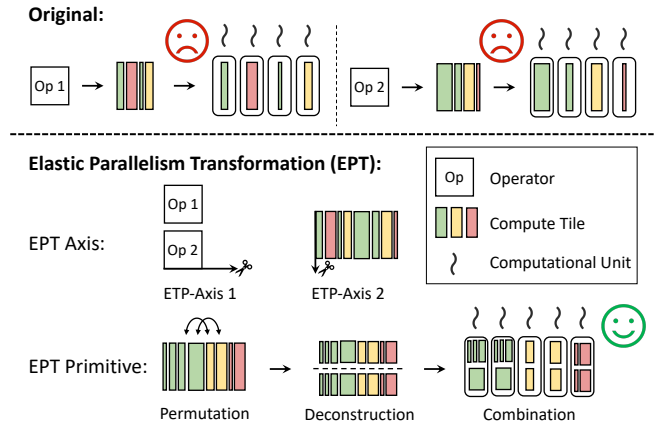 Original:
Op 1
Op 2
Elastic Parallelism Transformation (EPT):
Op
Operator
Compute Tile
Computational Unit
EPT Axis:
Op 1
Op 2
ETP-Axis 1
ETP-Axis 2
EPT Primitive:
Permutation
Deconstruction
Combination